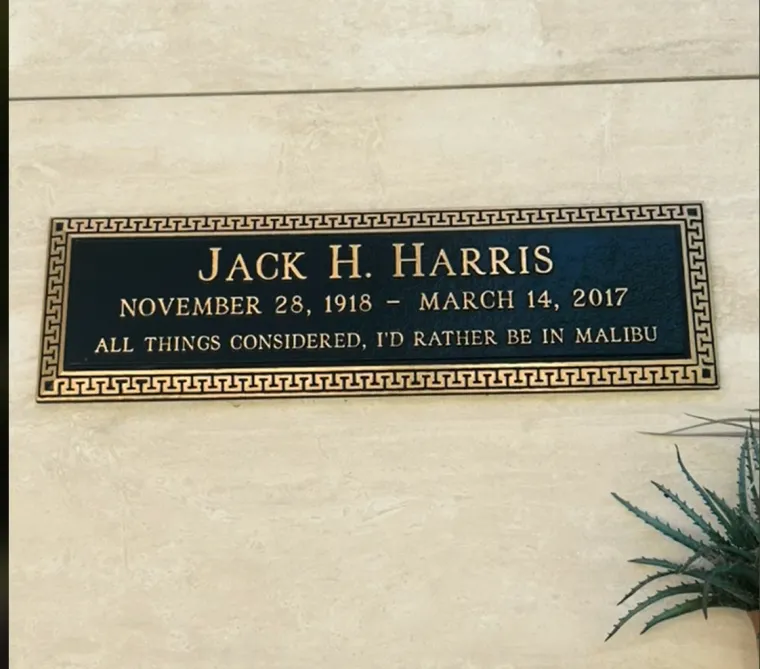 JACK H. HARRIS
NOVEMBER 28, 1918 – MARCH 14, 2017
ALL THINGS CONSIDERED, I'D RATHER BE IN MALIBU